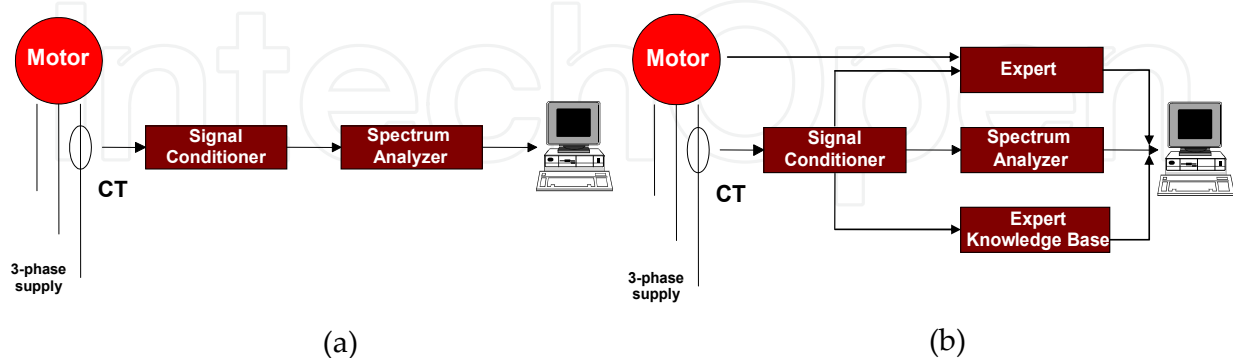 IntechOpen
Motor
Signal
Conditioner
Spectrum
Analyzer
CT
3-phase
supply
(a)
Motor
Expert
Signal
Conditioner
Spectrum
Analyzer
CT
Expert
Knowledge Base
3-phase
supply
(b)